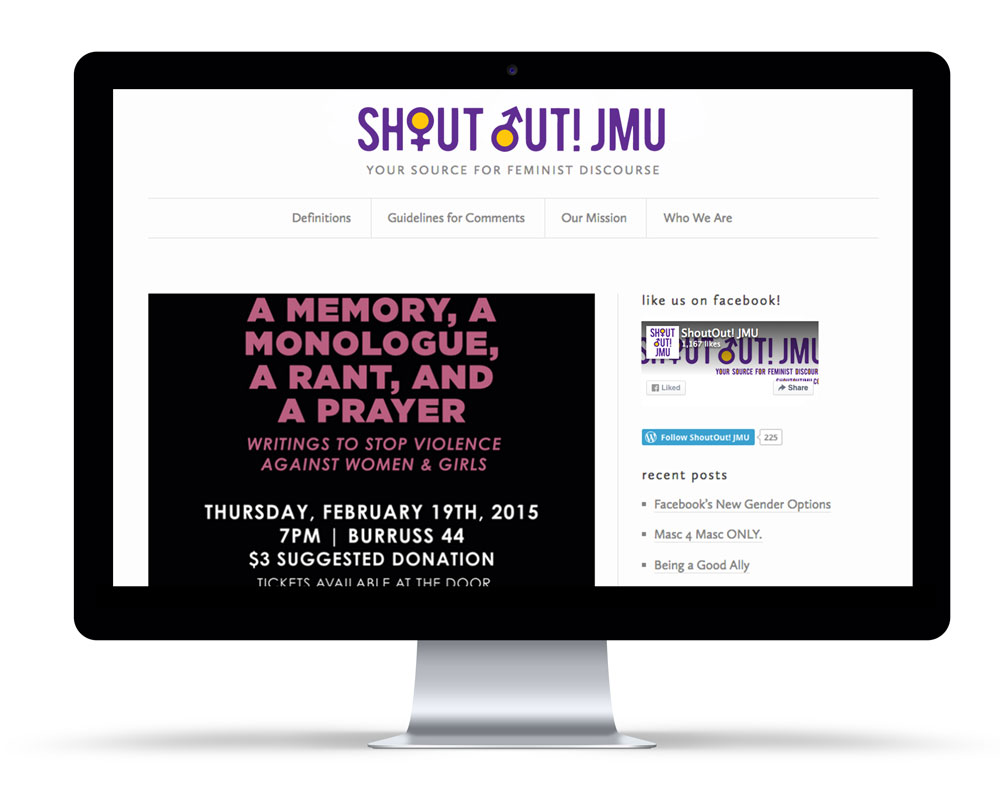 SHOUT OUT! JMU
YOUR SOURCE FOR FEMINIST DISCOURSE
Definitions
Guidelines for Comments
Our Mission
Who We Are
A MEMORY, A
MONOLOGUE,
A RANT, AND
A PRAYER
WRITINGS TO STOP VIOLENCE
AGAINST WOMEN & GIRLS
THURSDAY, FEBRUARY 19TH, 2015
7PM | BURRUSS 44
$3 SUGGESTED DONATION
TICKETS AVAILABLE AT THE DOOR
like us on facebook!
SHOUT
OUT!
JMU
ShoutOut! JMU
1,167 likes
SHOUT OUT! JMU
YOUR SOURCE FOR FEMINIST DISCOUR
Liked
Share
Follow ShoutOut! JMU
225
recent posts
Facebook's New Gender Options
Masc 4 Masc ONLY.
Being a Good Ally